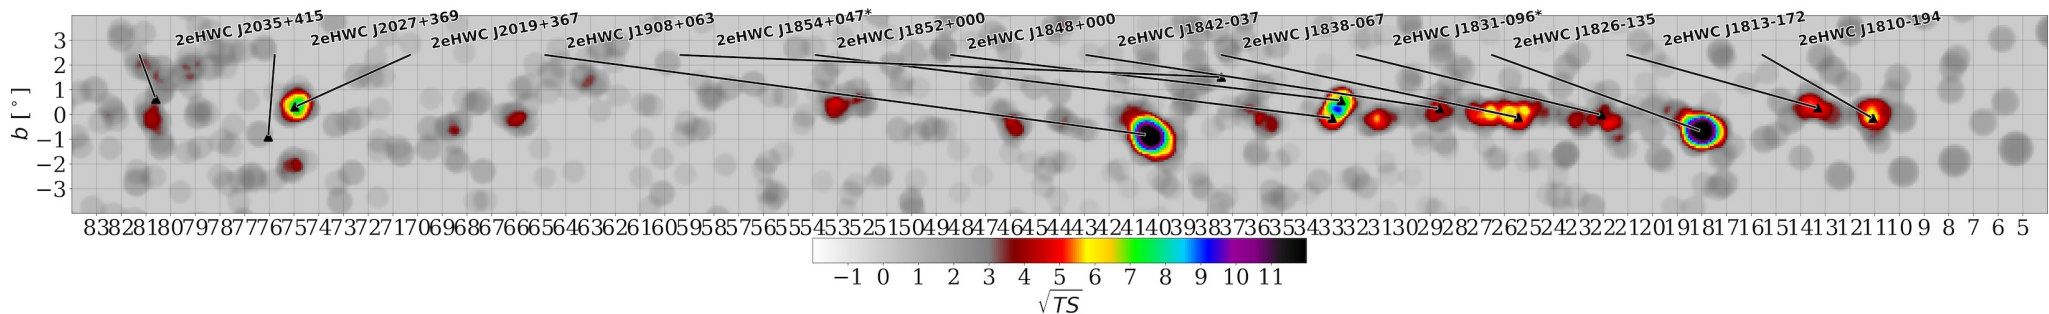 2eHWC J2035+415
2eHWC J2027+369
2eHWC J2019+367
2eHWC J1908+063
2eHWC J1854+047*
2eHWC J1852+000
2eHWC J1848+000
2eHWC J1842-037
2eHWC J1838-067
2eHWC J1831-096*
2eHWC J1826-135
2eHWC J1813-172
2eHWC J1810-194
3
2
1
0
−1
−2
−3
b [°]
83828180797877767574737271706968676665646362616059585756555453525150494847464544434241403938373635343332313029282726252423222120191817161514131211109 8 7 6 5
−1 0 1 2 3 4 5 6 7 8 9 10 11
√TS